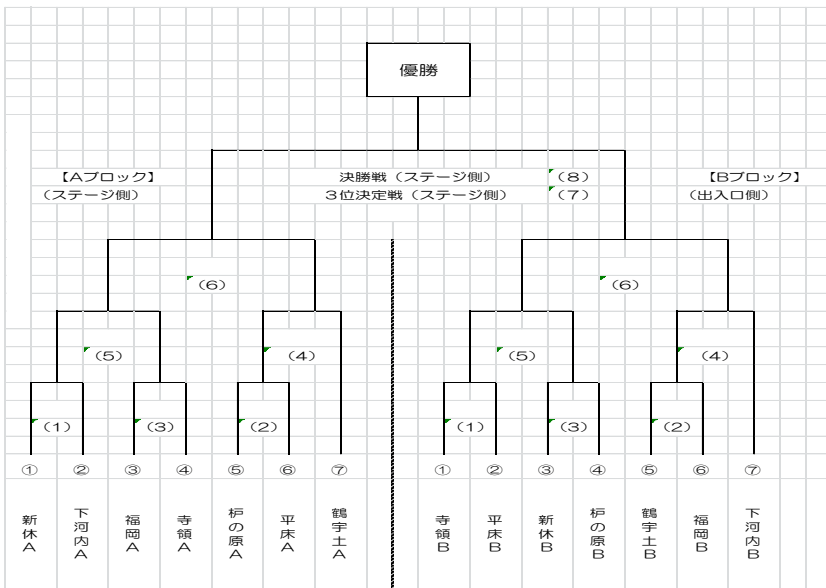 優勝
【Aブロック】 決勝戦（ステージ側） （8） 【Bブロック】
（ステージ側） 3位決定戦（ステージ側） （7） （出入口側）
（6） （6）
（5） （4） （5） （4）
（1） （3） （2） （1） （3） （2）
① ② ③ ④ ⑤ ⑥ ⑦ ① ② ③ ④ ⑤ ⑥ ⑦
新休A
下河内A
福岡A
寺領A
枦の原A
平床A
鶴宇土A
寺領B
平床B
新休B
枦の原B
鶴宇土B
福岡B
下河内B